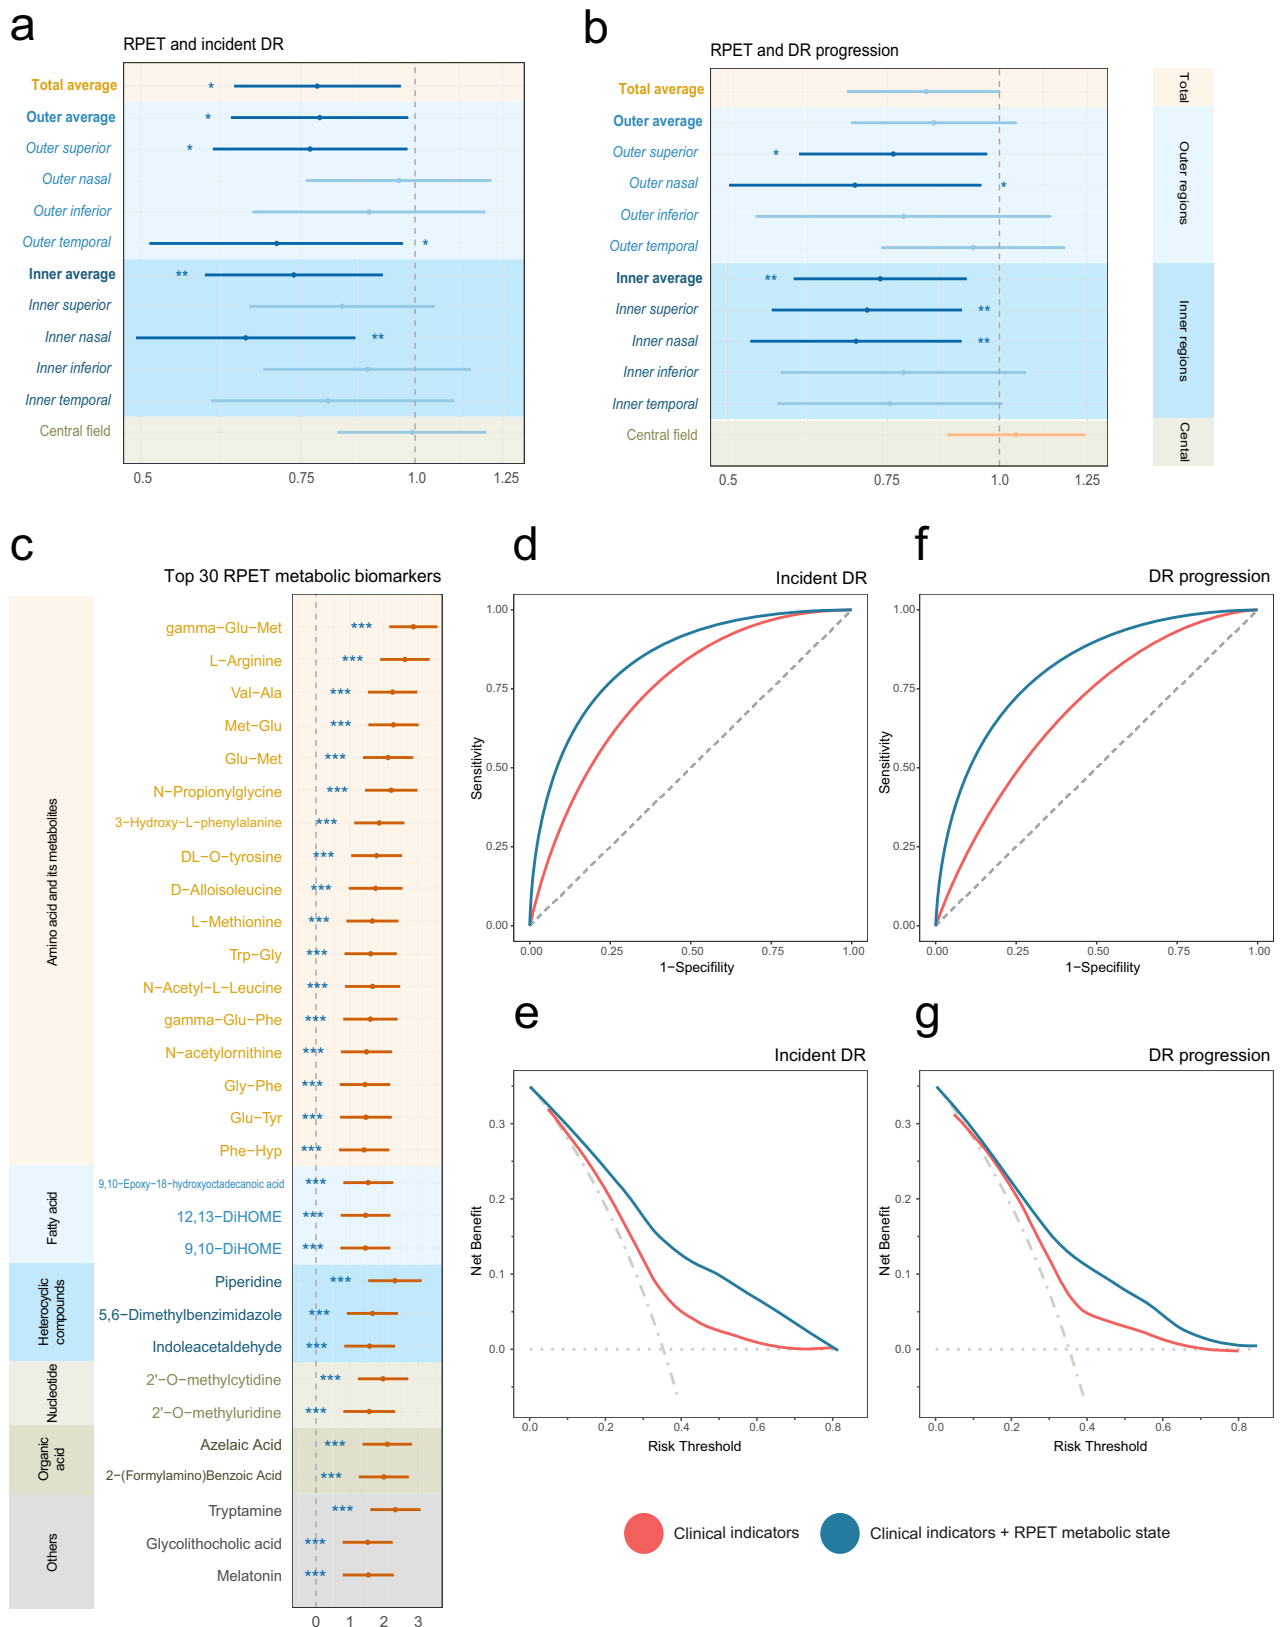 a
RPET and incident DR
Total average
*
Outer average
*
Outer superior
*
Outer nasal
Outer inferior
Outer temporal
*
Inner average
**
Inner superior
Inner nasal
**
Inner inferior
Inner temporal
Central field
0.5 0.75 1.0 1.25
b
RPET and DR progression
Total average
Outer average
Outer superior
*
Outer nasal
*
Outer inferior
Outer temporal
Inner average
**
Inner superior
**
Inner nasal
**
Inner inferior
Inner temporal
Central field
0.5 0.75 1.0 1.25
Total
Outer regions
Inner regions
Cental
c
Top 30 RPET metabolic biomarkers
Amino acid and its metabolites
gamma−Glu−Met ***
L−Arginine ***
Val−Ala ***
Met−Glu ***
Glu−Met ***
N−Propionylglycine ***
3−Hydroxy−L−phenylalanine ***
DL−O−tyrosine ***
D−Alloisoleucine ***
L−Methionine ***
Trp−Gly ***
N−Acetyl−L−Leucine ***
gamma−Glu−Phe ***
N−acetylornithine ***
Gly−Phe ***
Glu−Tyr ***
Phe−Hyp ***
Fatty acid
9,10−Epoxy−18−hydroxyoctadecanoic acid ***
12,13−DiHOME ***
9,10−DiHOME ***
Heterocyclic
compounds
Piperidine ***
5,6−Dimethylbenzimidazole ***
Indoleacetaldehyde ***
Nucleotide
2'−O−methylcytidine ***
2'−O−methyluridine ***
Organic
acid
Azelaic Acid ***
2−(Formylamino)Benzoic Acid ***
Others
Tryptamine ***
Glycolithocholic acid ***
Melatonin ***
0 1 2 3
d
Incident DR
Sensitivity
1.00
0.75
0.50
0.25
0.00
0.00 0.25 0.50 0.75 1.00
1−Specifility
f
DR progression
Sensitivity
1.00
0.75
0.50
0.25
0.00
0.00 0.25 0.50 0.75 1.00
1−Specifility
e
Incident DR
Net Benefit
0.3
0.2
0.1
0.0
0.0 0.2 0.4 0.6 0.8
Risk Threshold
g
DR progression
Net Benefit
0.3
0.2
0.1
0.0
0.0 0.2 0.4 0.6 0.8
Risk Threshold
Clinical indicators
Clinical indicators + RPET metabolic state